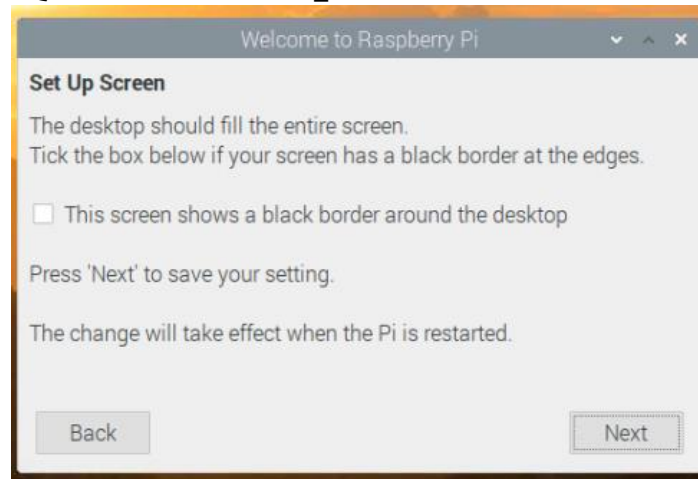 Welcome to Raspberry Pi
Set Up Screen
The desktop should fill the entire screen.
Tick the box below if your screen has a black border at the edges.
This screen shows a black border around the desktop
Press 'Next' to save your setting.
The change will take effect when the Pi is restarted.
Back
Next